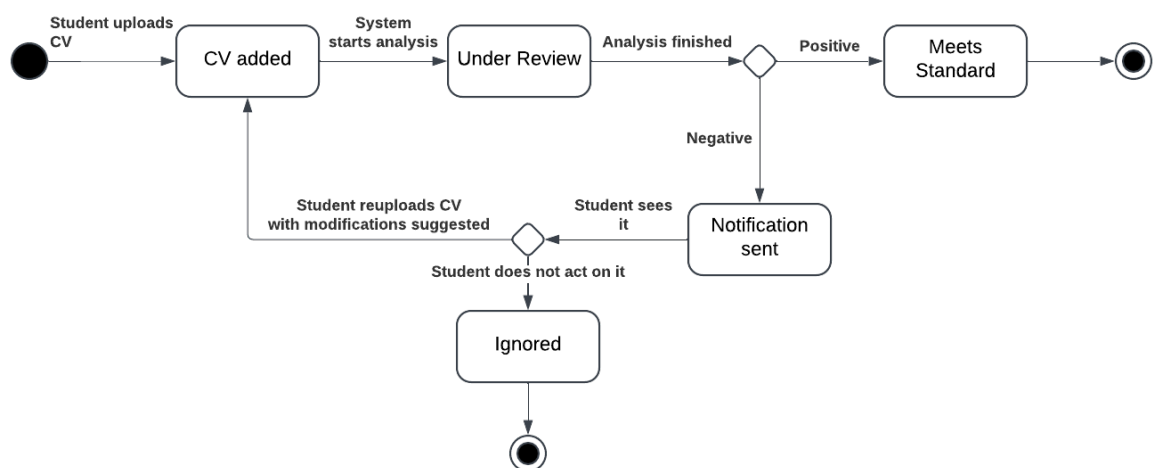 Student uploads
CV
CV added
System
starts analysis
Under Review
Analysis finished
Positive
Meets
Standard
Negative
Notification
sent
Student sees
it
Student reuploads CV
with modifications suggested
Student does not act on it
Ignored